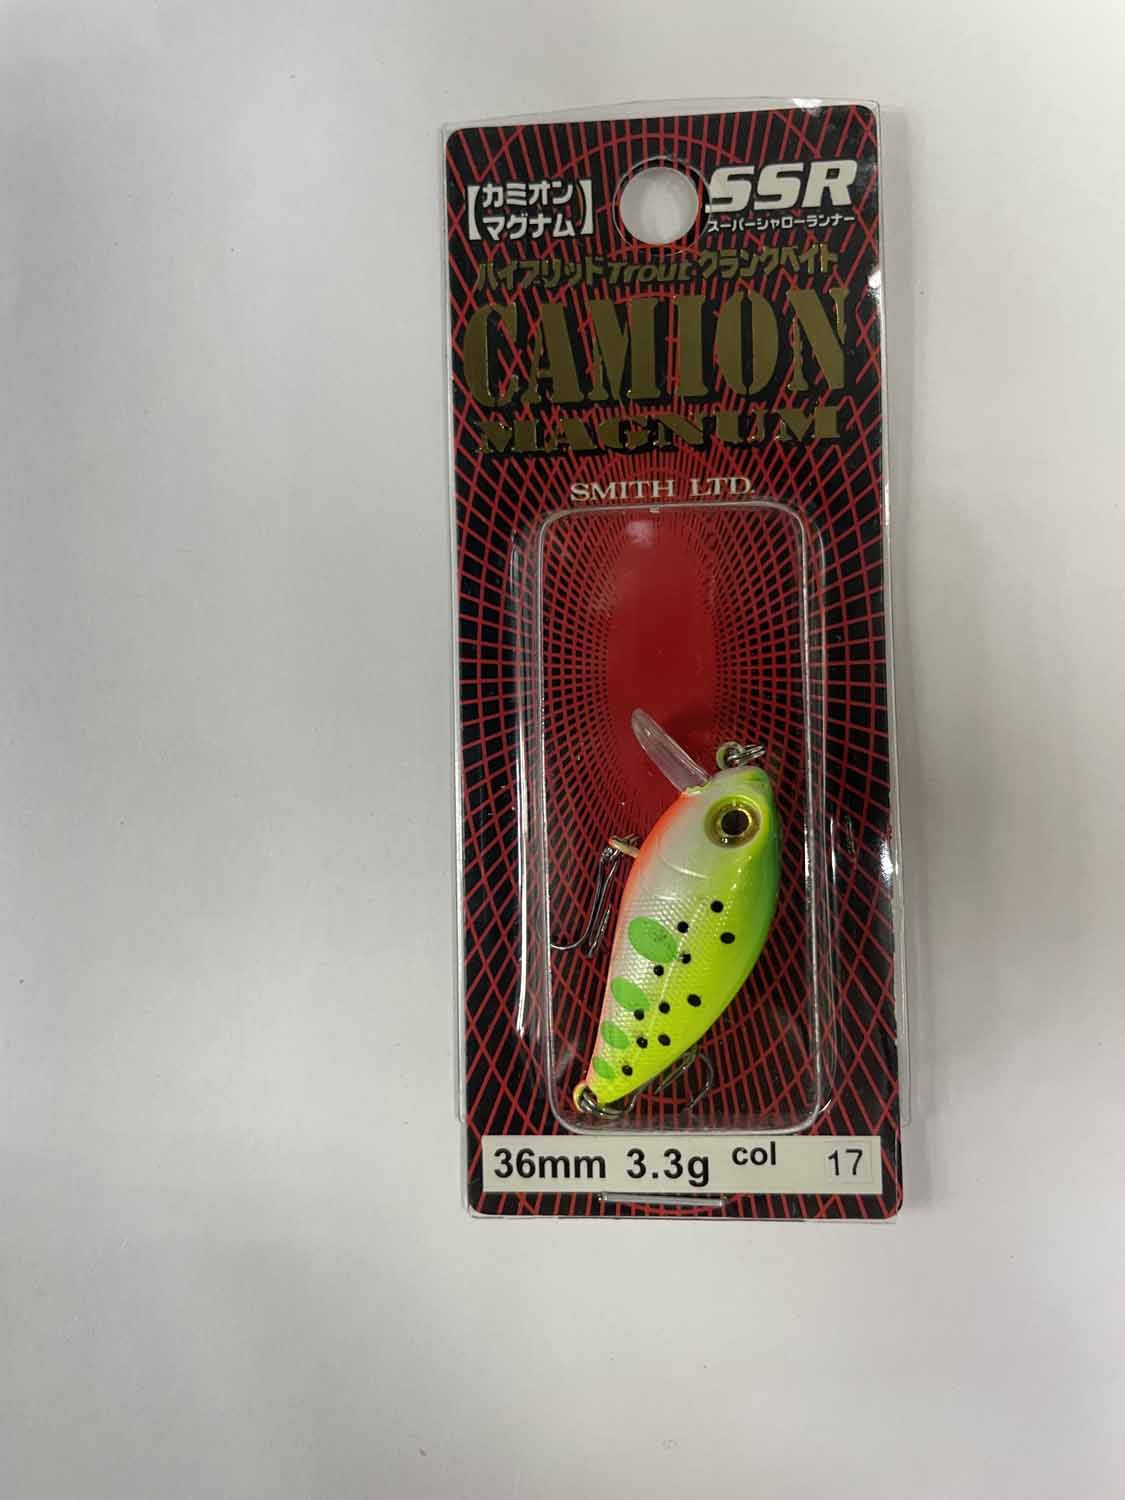 【カミオン
マグナム】
SSR
スーパーシャローランナー
ハイブリッドTroutクランクベイト
CAMION
MAGNUM
SMITH LTD.
36mm 3.3g col 17